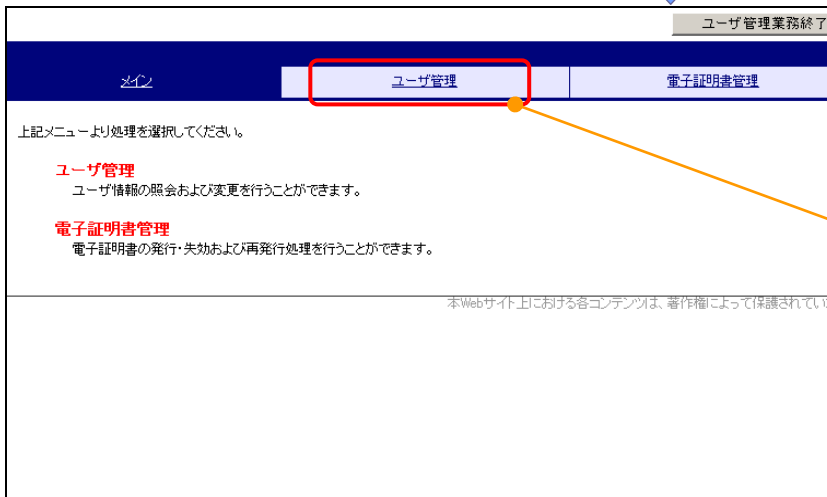 ユーザ管理業務終了
メイン
ユーザ管理
電子証明書管理
上記メニューより処理を選択してください。
ユーザ管理
ユーザ情報の照会および変更を行うことができます。
電子証明書管理
電子証明書の発行・失効および再発行処理を行うことができます。
本Webサイト上における各コンテンツは、著作権によって保護されてい